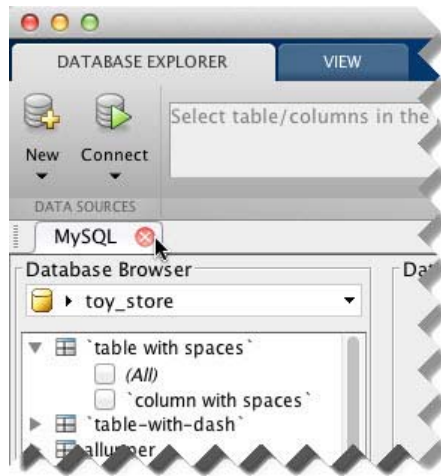 DATABASE EXPLORER
VIEW
Select table/columns in the
New
Connect
DATA SOURCES
MySQL
Database Browser
toy_store
`table with spaces`
(All)
`column with spaces`
`table-with-dash`